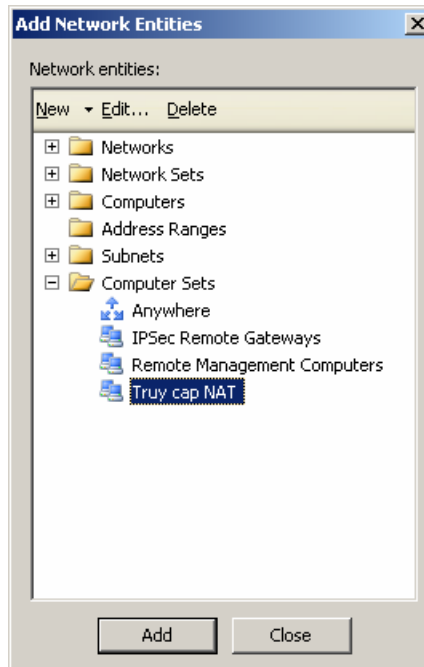 Add Network Entities
Network entities:
New Edit... Delete
Networks
Network Sets
Computers
Address Ranges
Subnets
Computer Sets
Anywhere
IPSec Remote Gateways
Remote Management Computers
Truy cap NAT
Add Close